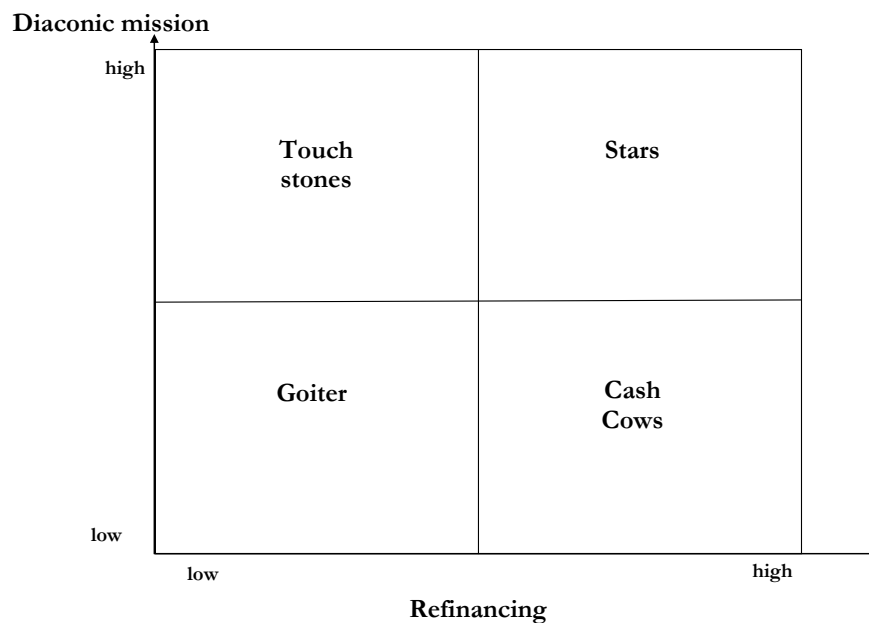 Diaconic mission
high
Touch
stones
Stars
Goiter
Cash
Cows
low
low
high
Refinancing